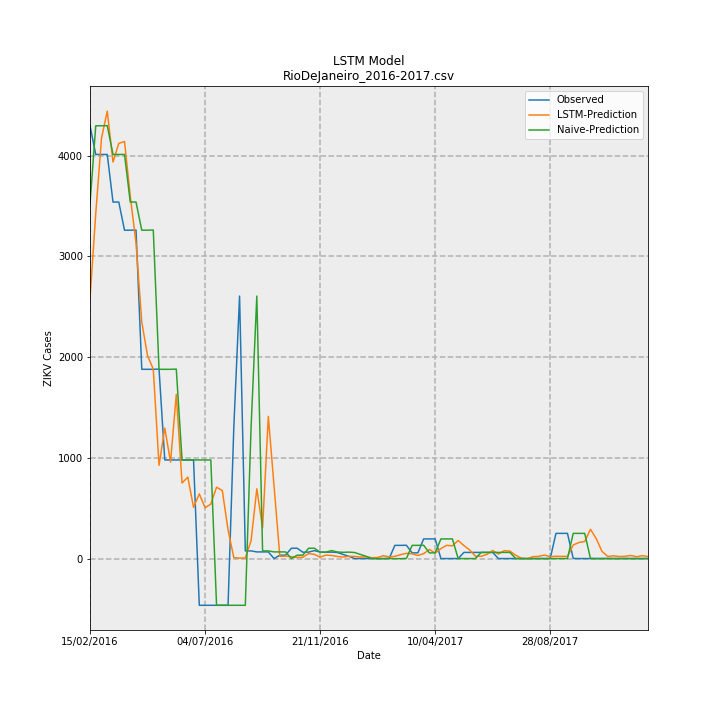 LSTM Model
RioDeJaneiro_2016-2017.csv
Observed
LSTM-Prediction
Naive-Prediction
ZIKV Cases
4000
3000
2000
1000
0
15/02/2016 04/07/2016 21/11/2016 10/04/2017 28/08/2017
Date